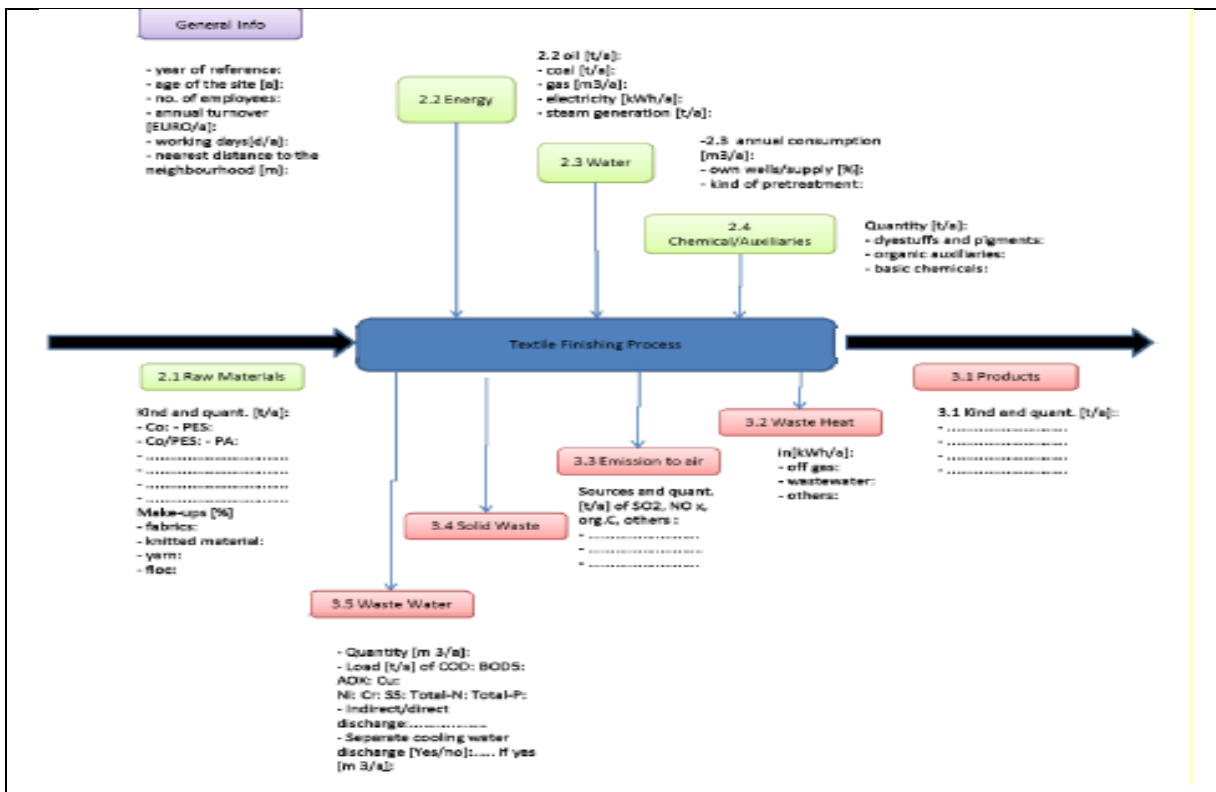 General Info
- year of reference:
- age of the site [a]:
- no. of employees:
- annual turnover
[EURO/a]:
- working days[d/a]:
- nearest distance to the
neighbourhood [m]:
2.2 Energy
2.2 oil [t/a]:
- coal [t/a]:
- gas [m3/a]:
- electricity [kWh/a]:
- steam generation [t/a]:
2.3 Water
-2.3 annual consumption
[m3/a]:
- own wells/supply [%]:
- kind of pretreatment:
2.4
Chemical/Auxiliaries
Quantity [t/a]:
- dyestuffs and pigments:
- organic auxiliaries:
- basic chemicals:
Textile Finishing Process
2.1 Raw Materials
Kind and quant. [t/a]:
- Co: - PES:
- Co/PES: - PA:
- ................................
- ................................
- ................................
- ................................
Make-ups [%]
- fabrics:
- knitted material:
- yarn:
- floc:
3.1 Products
3.1 Kind and quant. [t/a]::
- ...........................
- ...........................
- ...........................
- ...........................
3.2 Waste Heat
in[kWh/a]:
- off gas:
- wastewater:
- others:
3.3 Emission to air
Sources and quant.
[t/a] of SO2, NO x,
org.C, others :
- .........................
- .........................
- .........................
3.4 Solid Waste
3.5 Waste Water
- Quantity [m 3/a]:
- Load [t/a] of COD: BOD5:
AOX: Cu:
Ni: Cr: SS: Total-N: Total-P:
- Indirect/direct
discharge:..................
- Seperate cooling water
discharge [Yes/no]:..... If yes
[m 3/a]: